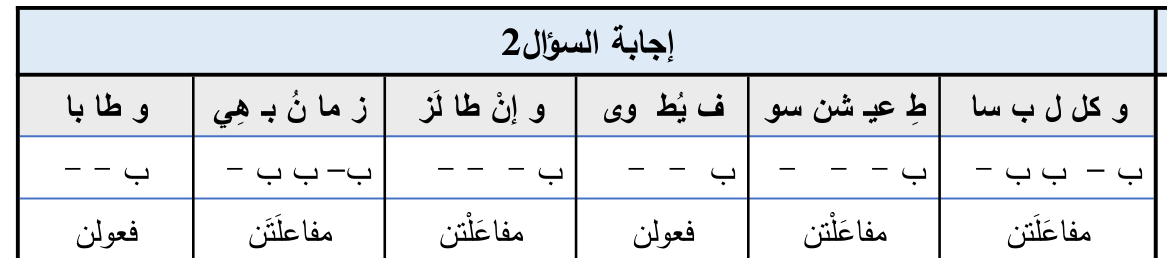 إجابة السؤال2
و كل ل ب سا	طِ عيـ شن سو	ف يُط وى	و إنْ طا لَز	ز ما نُ بـ هِي	و طا با
ب – ب ب –	ب – – –	ب – –	ب – – –	ب– ب ب –	ب – –
مفاعَلَتن	مفاعَلْتن	فعولن	مفاعَلْتن	مفاعلَتَن	فعولن